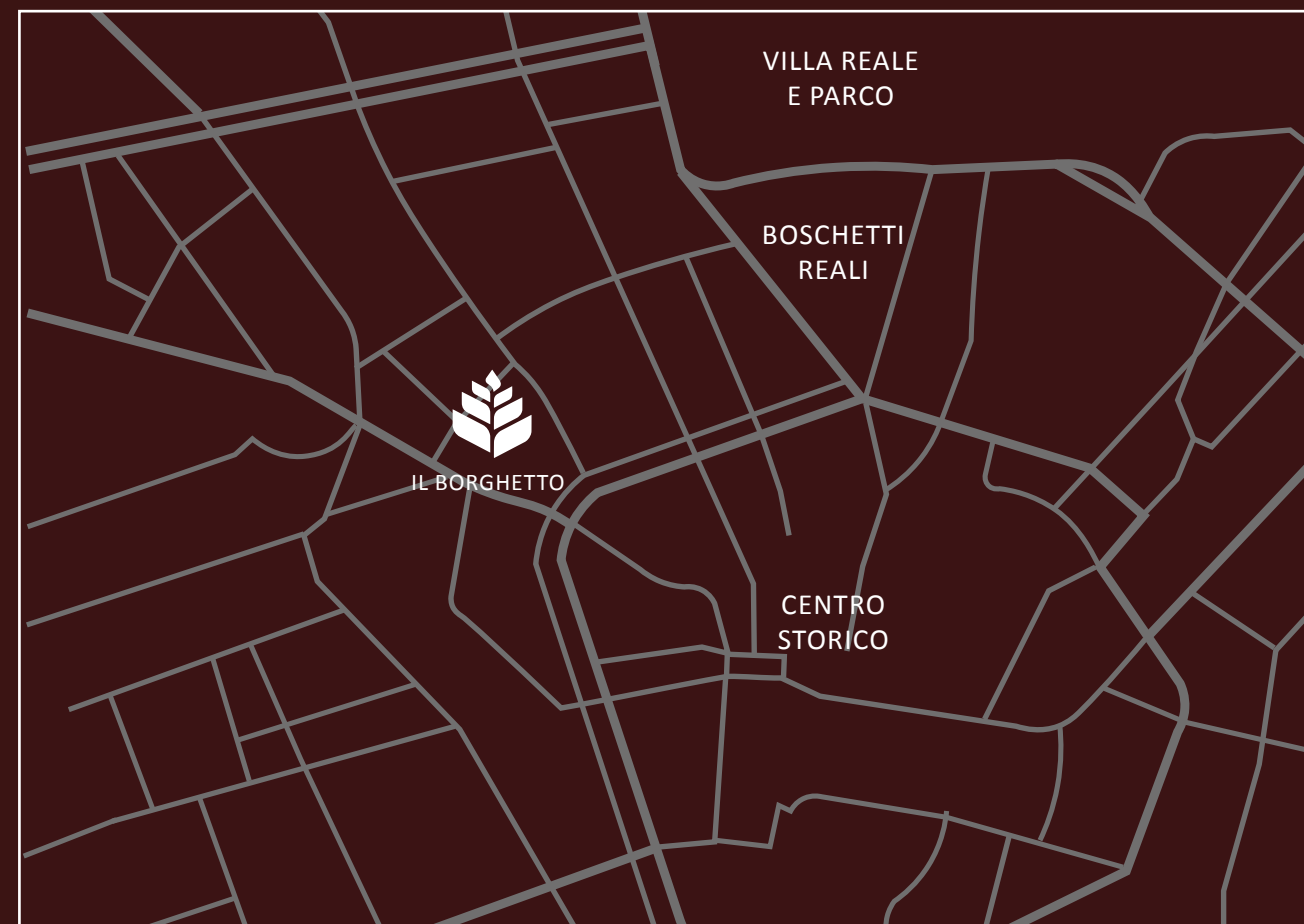 VILLA REALE
E PARCO
BOSCHETTI
REALI
IL BORGHETTO
CENTRO
STORICO